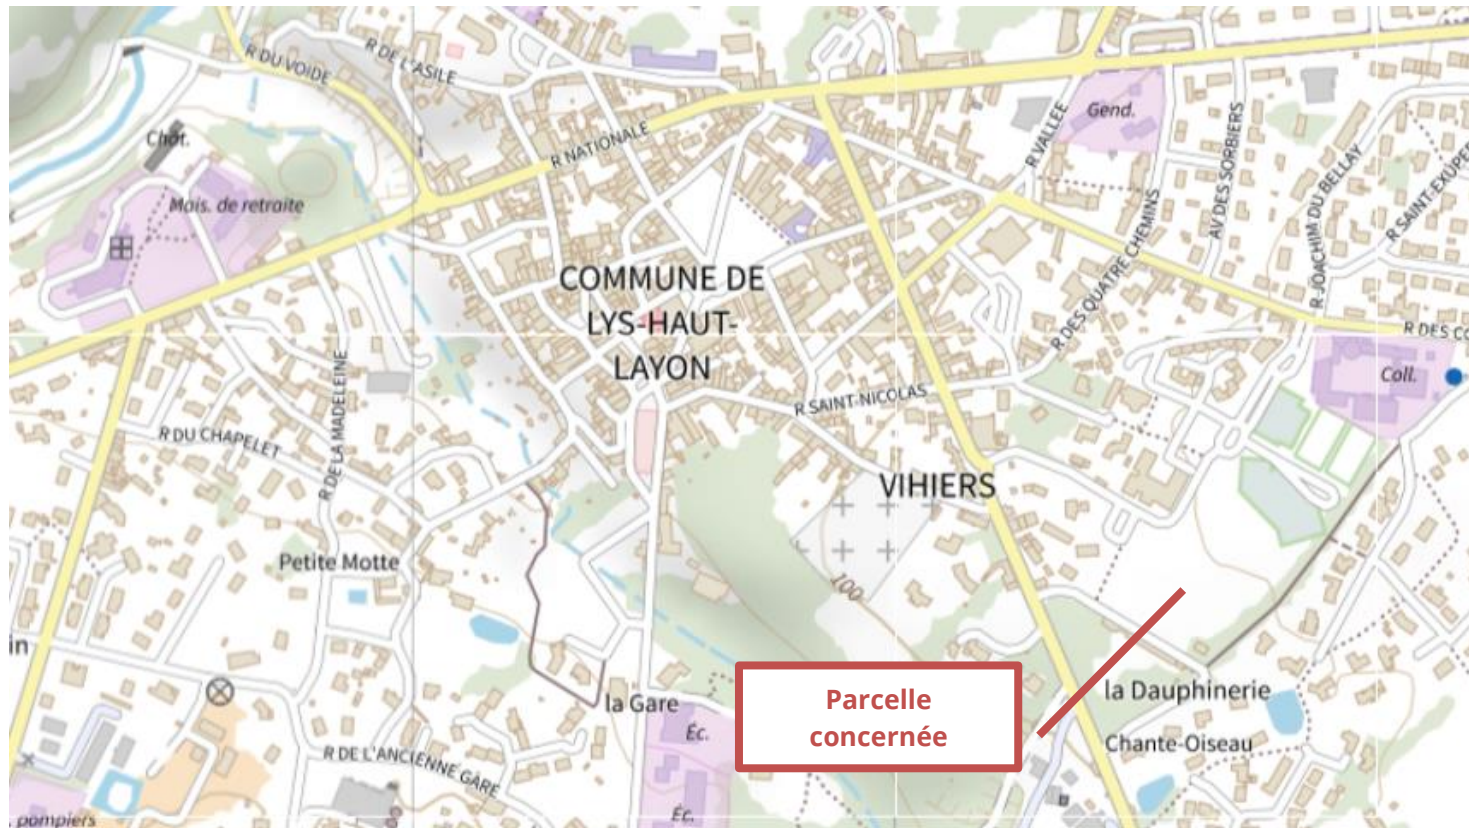 R DU VOIDE
R DE L'ASILE
Chât.
R NATIONALE
R VALLEE
Gend.
AV DES SORBIERS
R JOACHIM DU BELLAY
R SAINT-EXUPE
Mais. de retraite
R DES QUATRE CHEMINS
COMMUNE DE
LYS-HAUT-
LAYON
R DES CO
Coll.
R DE LA MADELEINE
R SAINT-NICOLAS
R DU CHAPELET
VIHIERS
Petite Motte
100
in
la Gare
Parcelle
concernée
la Dauphinerie
Éc.
Chante-Oiseau
R DE L'ANCIENNE GARE
Éc.
pompiers